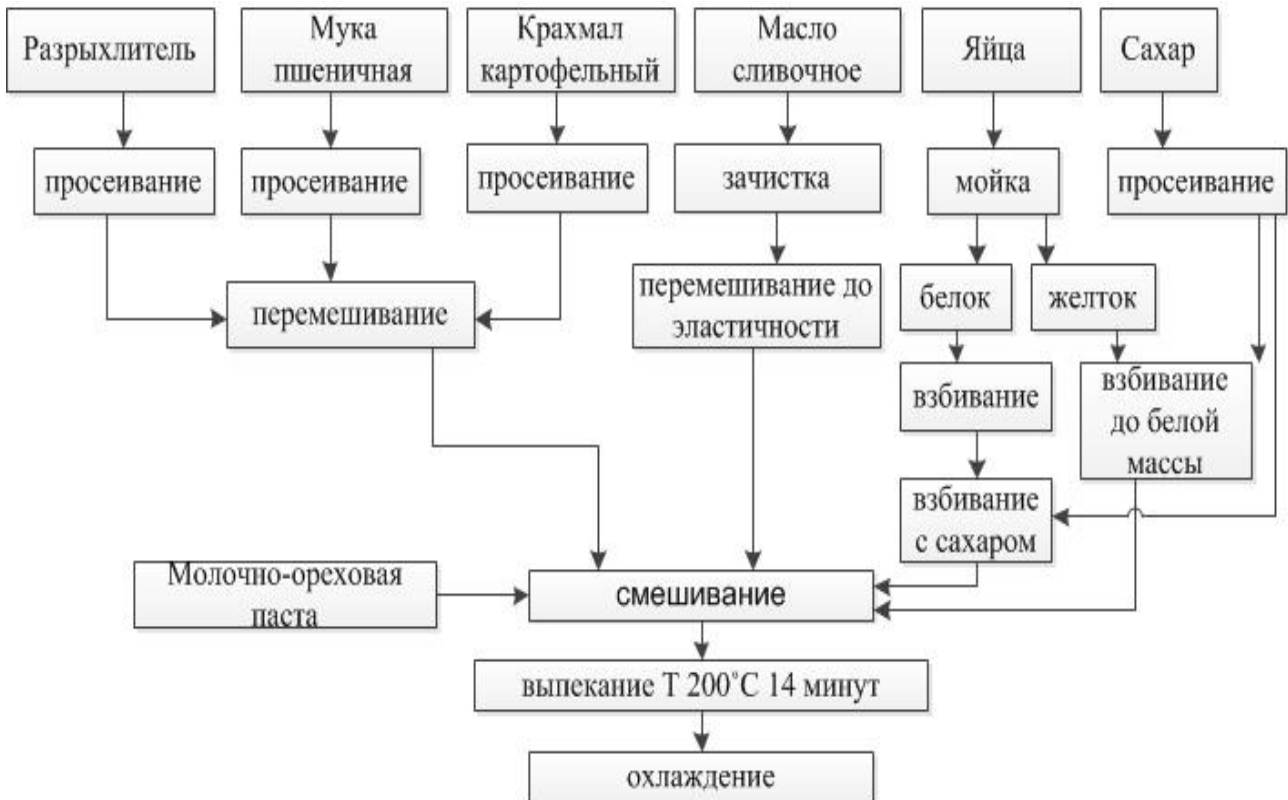 Разрыхлитель
Мука
пшеничная
Крахмал
картофельный
Масло
сливочное
Яйца
Сахар
просеивание
просеивание
просеивание
зачистка
мойка
просеивание
перемешивание
перемешивание до
эластичности
белок
желток
взбивание
взбивание
до белой
массы
взбивание
с сахаром
Молочно-ореховая
паста
смешивание
выпекание Т 200°С 14 минут
охлаждение